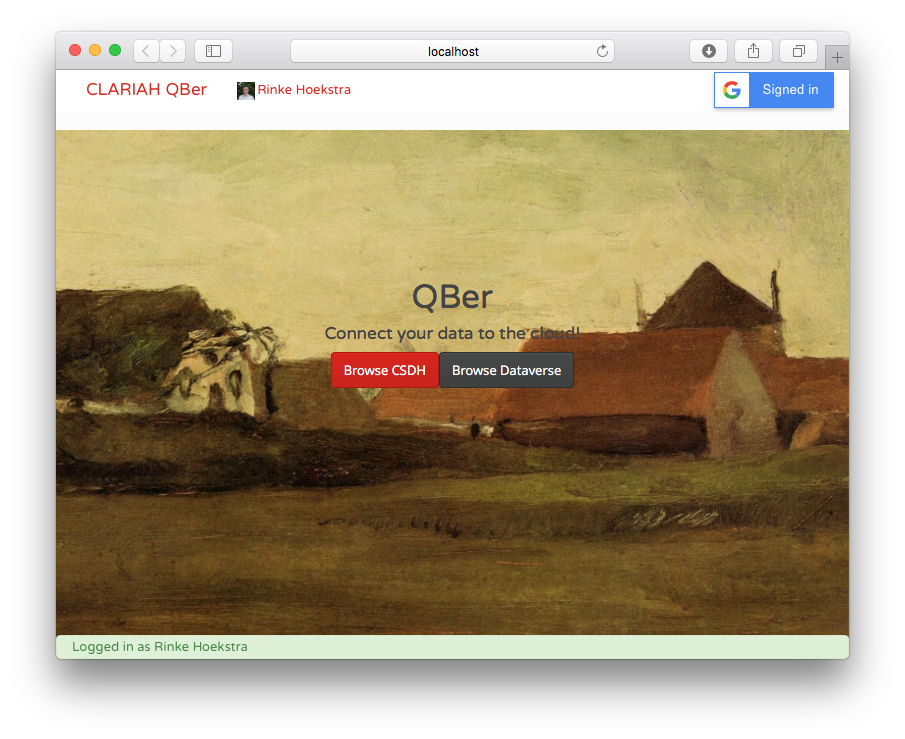 localhost
CLARIAH QBer Rinke Hoekstra Signed in
QBer
Connect your data to the cloud!
Browse CSDH Browse Dataverse
Logged in as Rinke Hoekstra